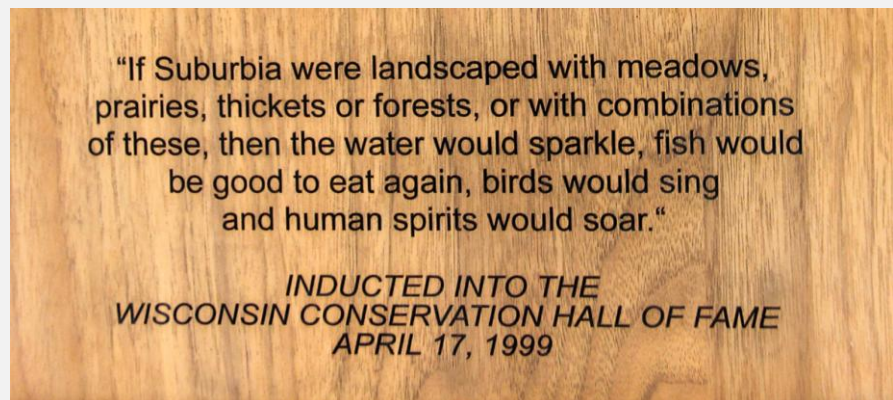 “If Suburbia were landscaped with meadows,
prairies, thickets or forests, or with combinations
of these, then the water would sparkle, fish would
be good to eat again, birds would sing
and human spirits would soar.“
INDUCTED INTO THE
WISCONSIN CONSERVATION HALL OF FAME
APRIL 17, 1999